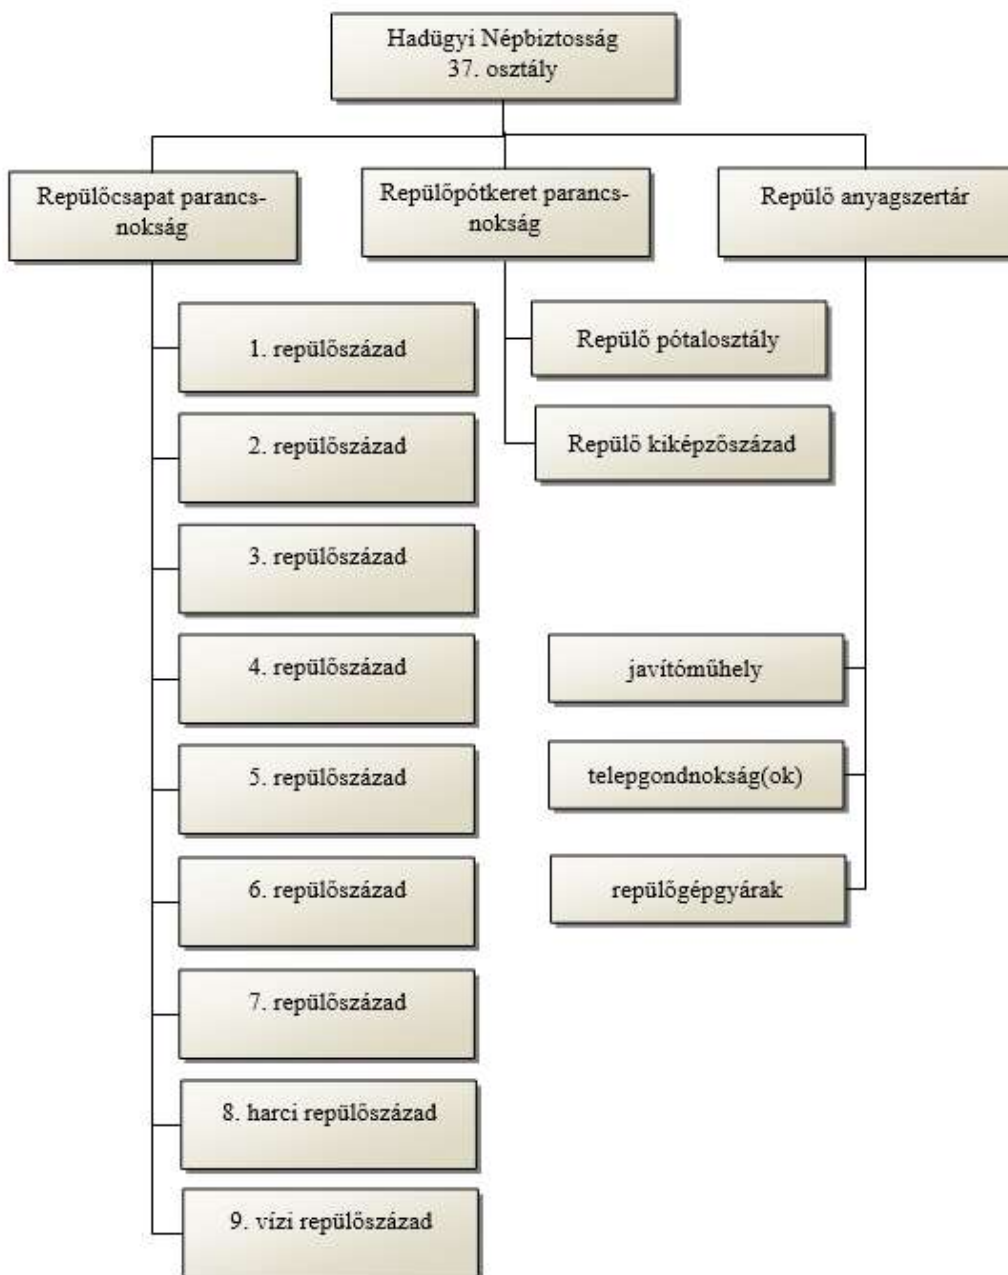 Hadügyi Népbiztosság
37. osztály
Repülőcsapat parancs-
nokság
Repülőpótkeret parancs-
nokság
Repülő anyagszertár
1. repülőszázad
2. repülőszázad
3. repülőszázad
4. repülőszázad
5. repülőszázad
6. repülőszázad
7. repülőszázad
8. harci repülőszázad
9. vízi repülőszázad
Repülő pótalosztály
Repülő kiképzőszázad
javítóműhely
telepgondnokság(ok)
repülőgépgyárak